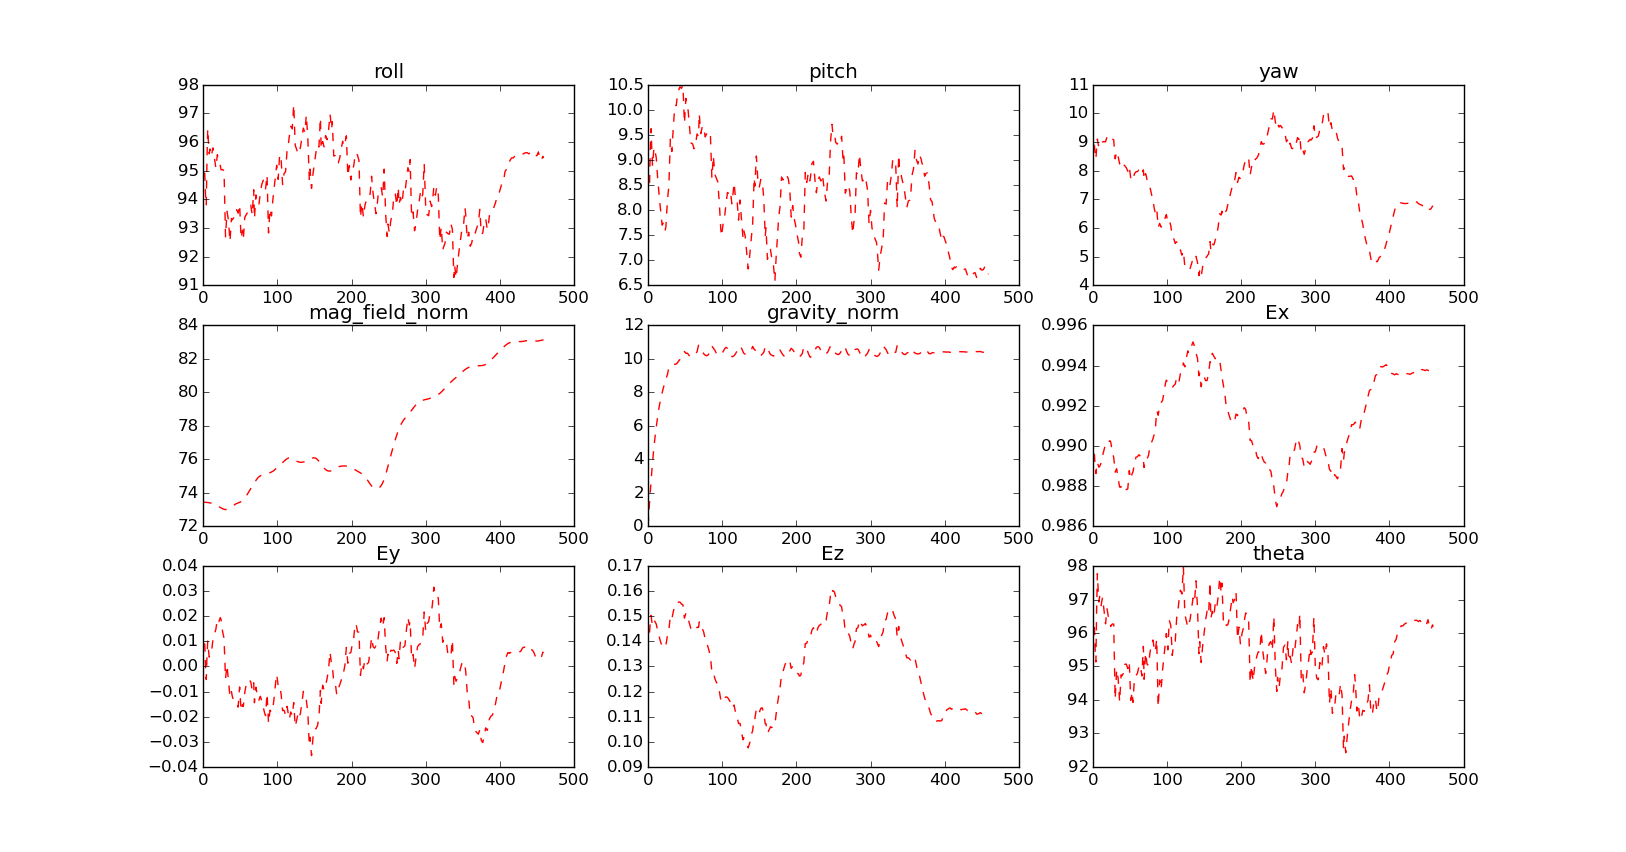 roll pitch yaw
98 10.5 11
97 10.0 10
96 9.5 9
95 9.0 8
94 8.5 7
93 8.0 6
92 7.5 5
91 7.0 4
6.5
0 100 200 300 400 500 0 100 200 300 400 500 0 100 200 300 400 500
mag_field_norm gravity_norm Ex
84 12 0.996
82 10 0.994
80 8 0.992
78 6 0.990
76 4 0.988
74 2 0.986
72 0
0 100 200 300 400 500 0 100 200 300 400 500 0 100 200 300 400 500
Ey Ez theta
0.04 0.17 98
0.03 0.16 97
0.02 0.15 96
0.01 0.14 95
0.00 0.13 94
−0.01 0.12 93
−0.02 0.11 92
−0.03 0.10
−0.04 0.09
0 100 200 300 400 500 0 100 200 300 400 500 0 100 200 300 400 500